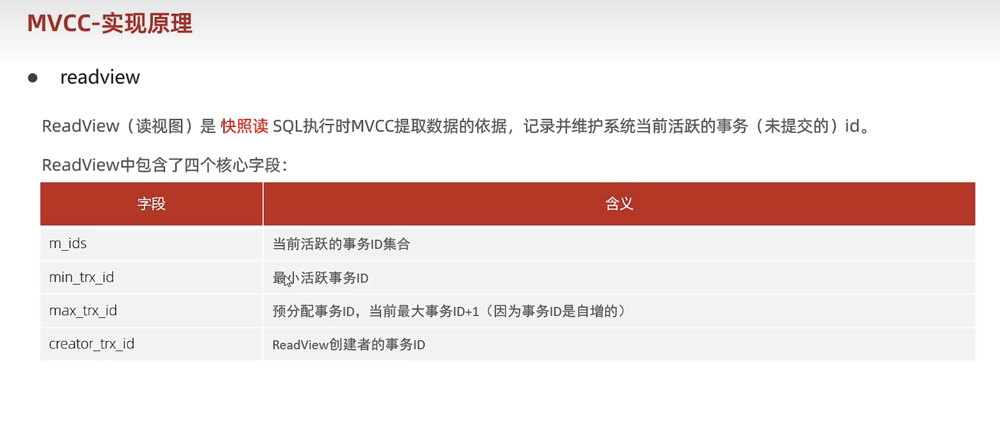 MVCC-实现原理
readview
ReadView（读视图）是 快照读 SQL执行时MVCC提取数据的依据，记录并维护系统当前活跃的事务（未提交的）id。
ReadView中包含了四个核心字段：
字段 含义
m_ids 当前活跃的事务ID集合
min_trx_id 最小活跃事务ID
max_trx_id 预分配事务ID，当前最大事务ID+1（因为事务ID是自增的）
creator_trx_id ReadView创建者的事务ID